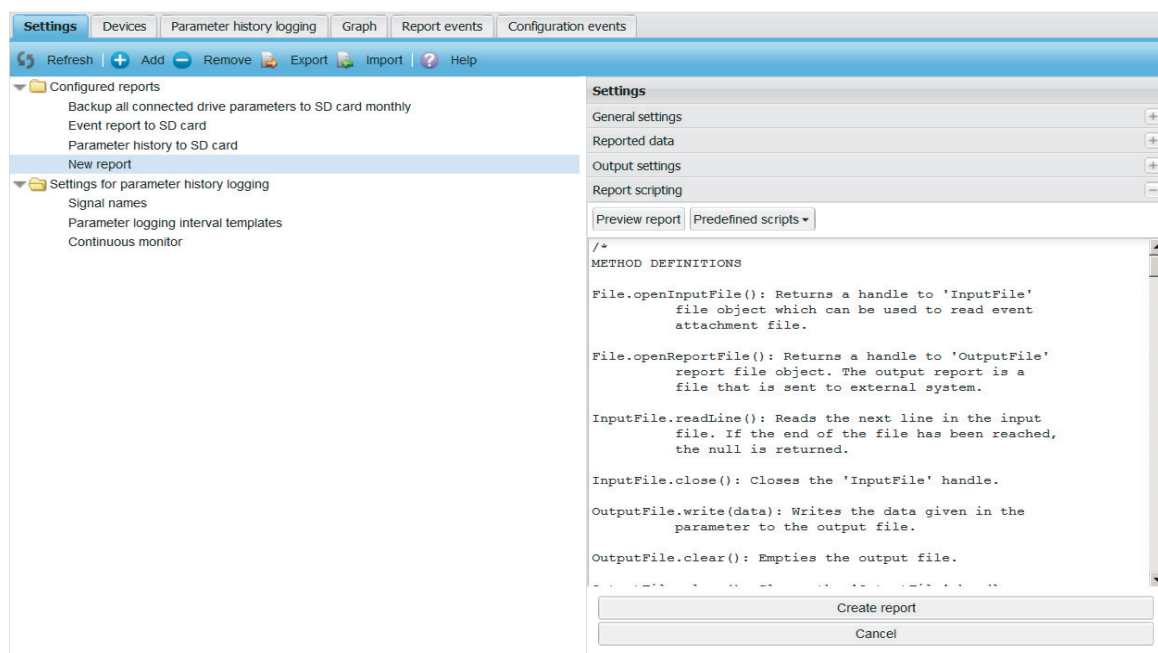 Settings Devices Parameter history logging Graph Report events Configuration events
Refresh Add Remove Export Import Help
Configured reports
Backup all connected drive parameters to SD card monthly
Event report to SD card
Parameter history to SD card
New report
Settings for parameter history logging
Signal names
Parameter logging interval templates
Continuous monitor
Settings
General settings
Reported data
Output settings
Report scripting
Preview report Predefined scripts
/*
METHOD DEFINITIONS
File.openInputFile(): Returns a handle to 'InputFile'
file object which can be used to read event
attachment file.
File.openReportFile(): Returns a handle to 'OutputFile'
report file object. The output report is a
file that is sent to external system.
InputFile.readLine(): Reads the next line in the input
file. If the end of the file has been reached,
the null is returned.
InputFile.close(): Closes the 'InputFile' handle.
OutputFile.write(data): Writes the data given in the
parameter to the output file.
OutputFile.clear(): Empties the output file.
Create report
Cancel